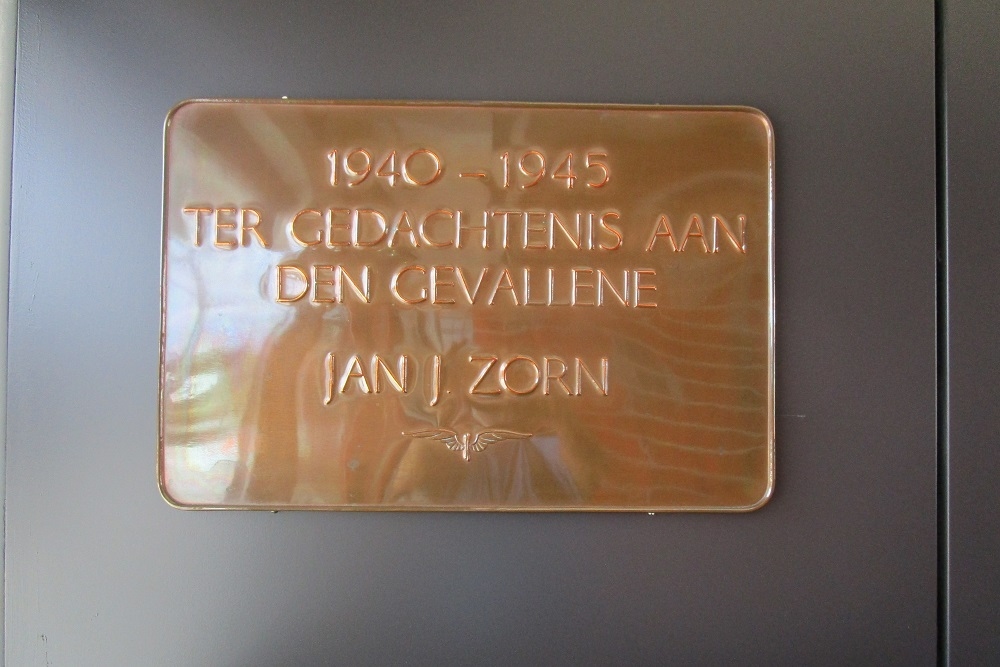 1940 – 1945
TER GEDACHTENIS AAN
DEN GEVALLENE
JAN J. ZORN